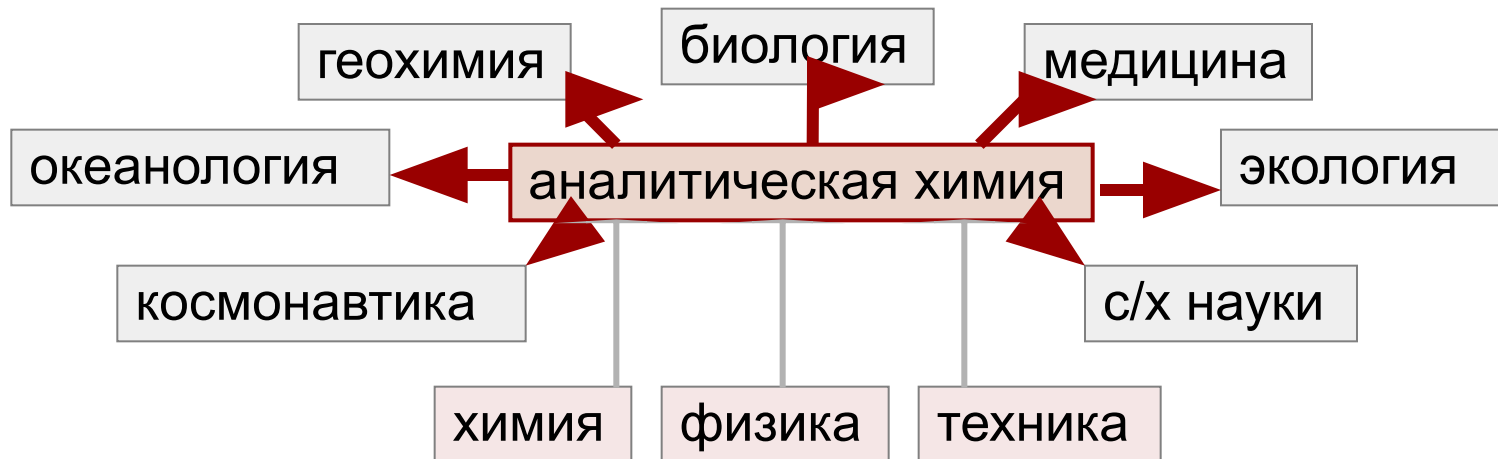 биология
геохимия
медицина
океанология
аналитическая химия
экология
космонавтика
с/х науки
химия
физика
техника